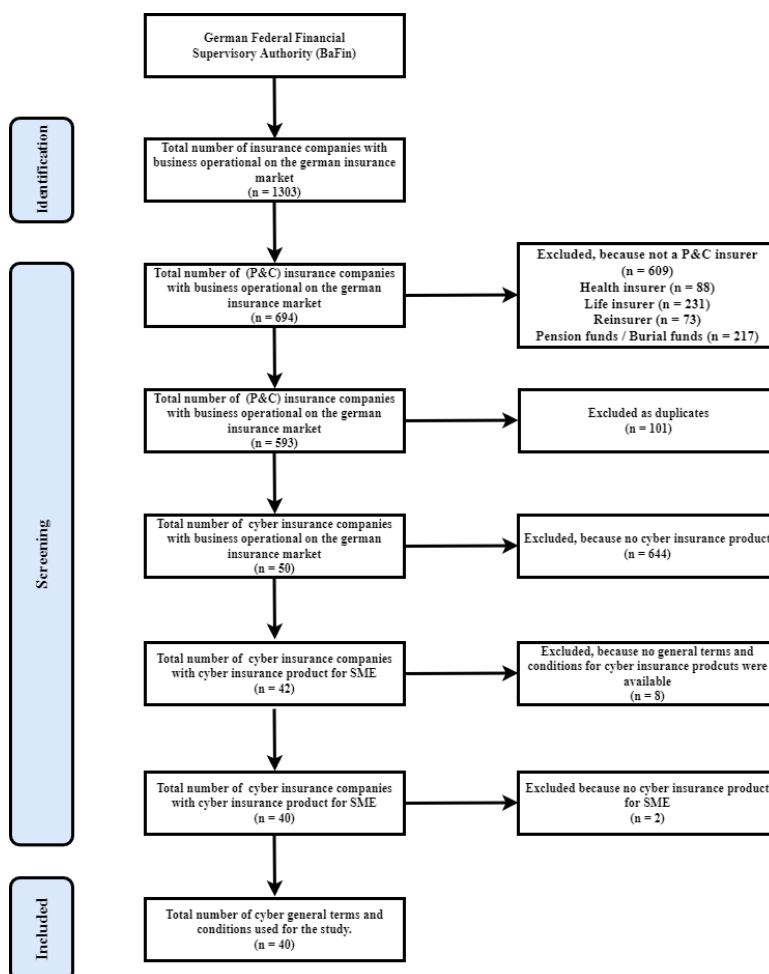 German Federal Financial
Supervisory Authority (BaFin)
Identification
Total number of insurance companies with
business operational on the german insurance
market
(n = 1303)
Screening
Total number of (P&C) insurance companies
with business operational on the german
insurance market
(n = 694)
Excluded, because not a P&C insurer
(n = 609)
Health insurer (n = 88)
Life insurer (n = 231)
Reinsurer (n = 73)
Pension funds / Burial funds (n = 217)
Total number of (P&C) insurance companies
with business operational on the german
insurance market
(n = 593)
Excluded as duplicates
(n = 101)
Total number of cyber insurance companies
with business operational on the german
insurance market
(n = 50)
Excluded, because no cyber insurance product
(n = 644)
Total number of cyber insurance companies
with cyber insurance product for SME
(n = 42)
Excluded, because no general terms and
conditions for cyber insurance prodcuts were
available
(n = 8)
Total number of cyber insurance companies
with cyber insurance product for SME
(n = 40)
Excluded because no cyber insurance product
for SME
(n = 2)
Included
Total number of cyber general terms and
conditions used for the study.
(n = 40)